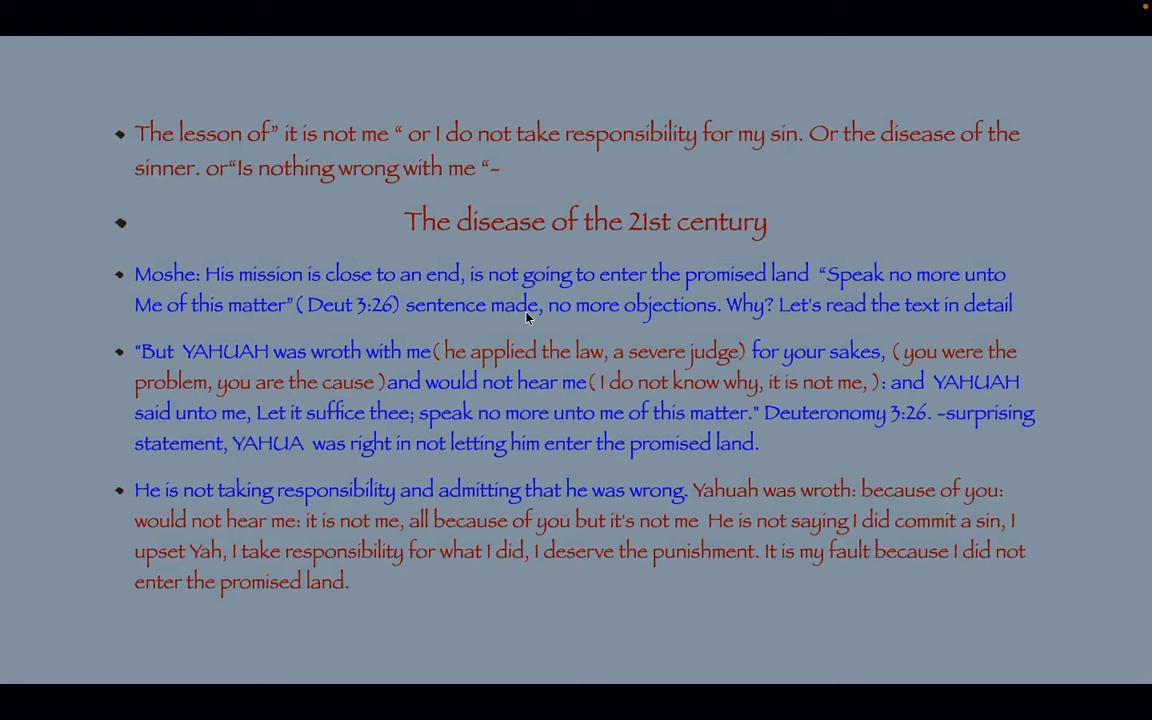 The lesson of” it is not me “ or I do not take responsibility for my sin. Or the disease of the
sinner. or“Is nothing wrong with me “-
The disease of the 21st century
Moshe: His mission is close to an end, is not going to enter the promised land “Speak no more unto
Me of this matter”( Deut 3:26) sentence made, no more objections. Why? Let's read the text in detail
"But YAHUAH was wroth with me( he applied the law, a severe judge) for your sakes, ( you were the
problem, you are the cause )and would not hear me( I do not know why, it is not me, ): and YAHUAH
said unto me, Let it suffice thee; speak no more unto me of this matter." Deuteronomy 3:26. -surprising
statement, YAHUA was right in not letting him enter the promised land.
He is not taking responsibility and admitting that he was wrong. Yahuah was wroth: because of you:
would not hear me: it is not me, all because of you but it's not me He is not saying I did commit a sin, I
upset Yah, I take responsibility for what I did, I deserve the punishment. It is my fault because I did not
enter the promised land.